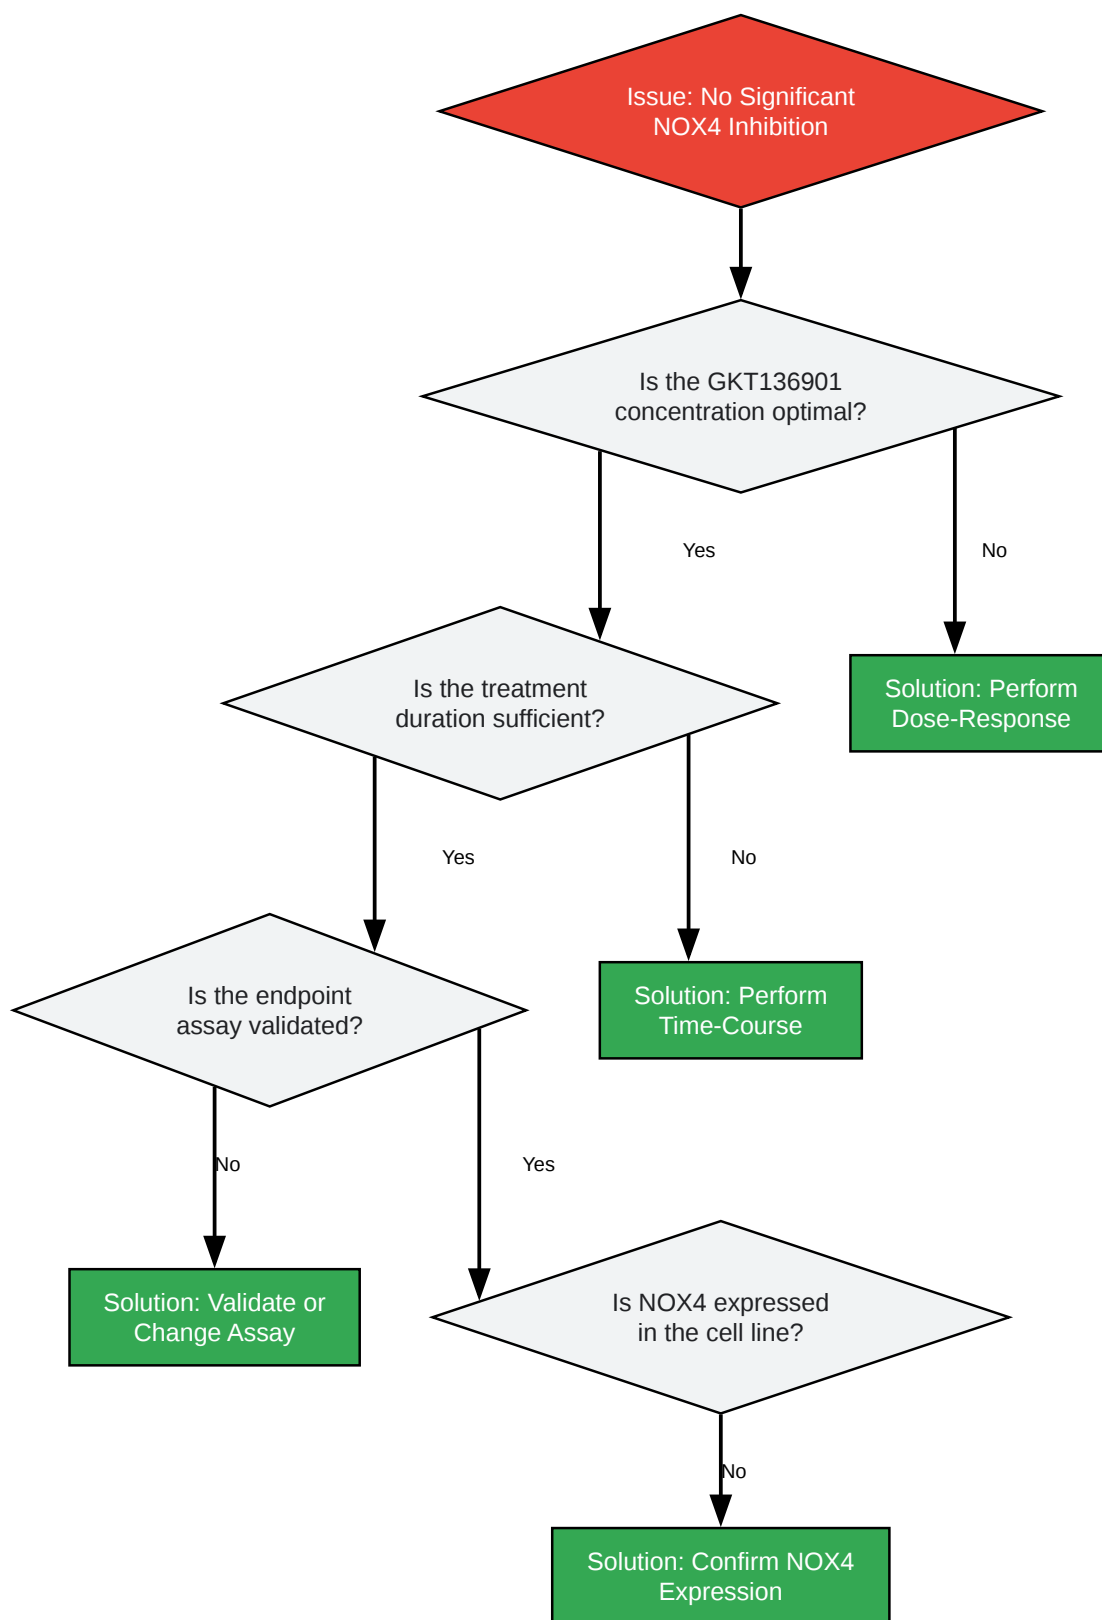 Issue: No Significant
NOX4 Inhibition
Is the GKT136901
concentration optimal?
Yes
No
Is the treatment
duration sufficient?
Solution: Perform
Dose-Response
Yes
No
Is the endpoint
assay validated?
Solution: Perform
Time-Course
No
Yes
Solution: Validate or
Change Assay
Is NOX4 expressed
in the cell line?
No
Solution: Confirm NOX4
Expression